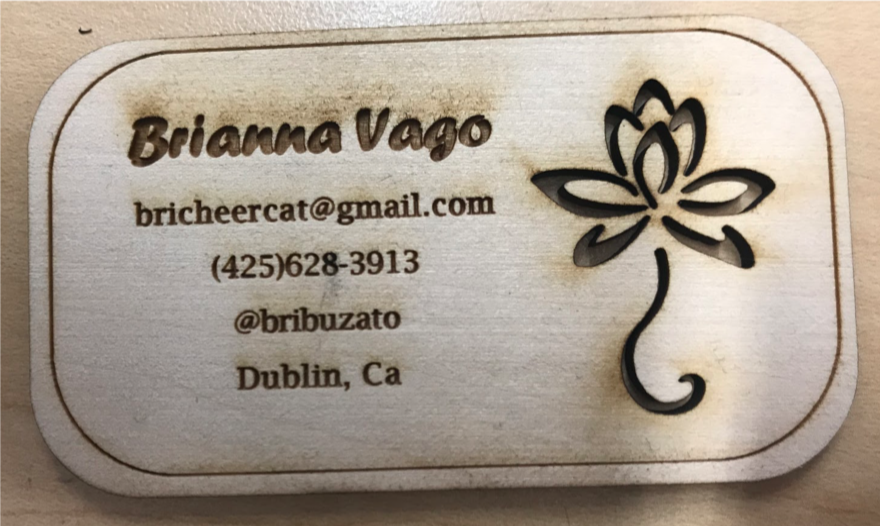 Brianna Vago
bricheercat@gmail.com
(425)628-3913
@bribuzato
Dublin, Ca